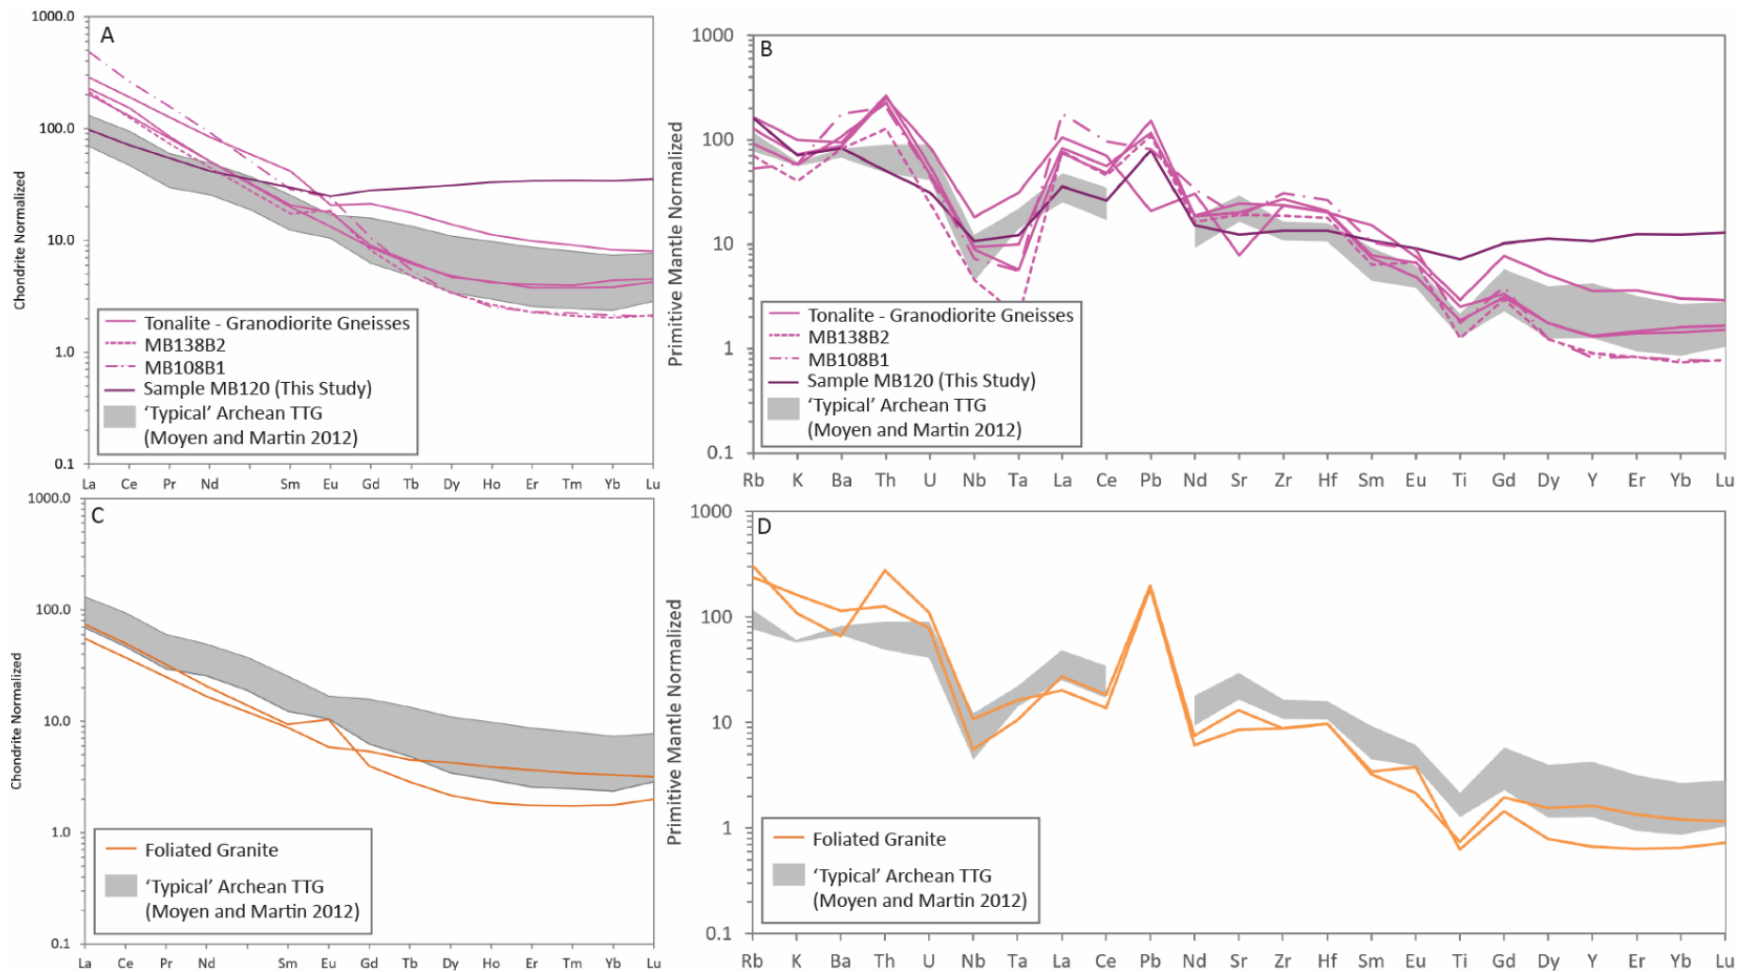 A
1000.0
100.0
10.0
1.0
0.1
Chondrite Normalized
Tonalite - Granodiorite Gneisses
MB138B2
MB108B1
Sample MB120 (This Study)
'Typical' Archean TTG
(Moyen and Martin 2012)
La Ce Pr Nd Sm Eu Gd Tb Dy Ho Er Tm Yb Lu
B
1000
100
10
1
0.1
Primitive Mantle Normalized
Tonalite - Granodiorite Gneisses
MB138B2
MB108B1
Sample MB120 (This Study)
'Typical' Archean TTG
(Moyen and Martin 2012)
Rb K Ba Th U Nb Ta La Ce Pb Nd Sr Zr Hf Sm Eu Ti Gd Dy Y Er Yb Lu
C
1000.0
100.0
10.0
1.0
0.1
Chondrite Normalized
Foliated Granite
'Typical' Archean TTG
(Moyen and Martin 2012)
La Ce Pr Nd Sm Eu Gd Tb Dy Ho Er Tm Yb Lu
D
1000
100
10
1
0.1
Primitive Mantle Normalized
Foliated Granite
'Typical' Archean TTG
(Moyen and Martin 2012)
Rb K Ba Th U Nb Ta La Ce Pb Nd Sr Zr Hf Sm Eu Ti Gd Dy Y Er Yb Lu